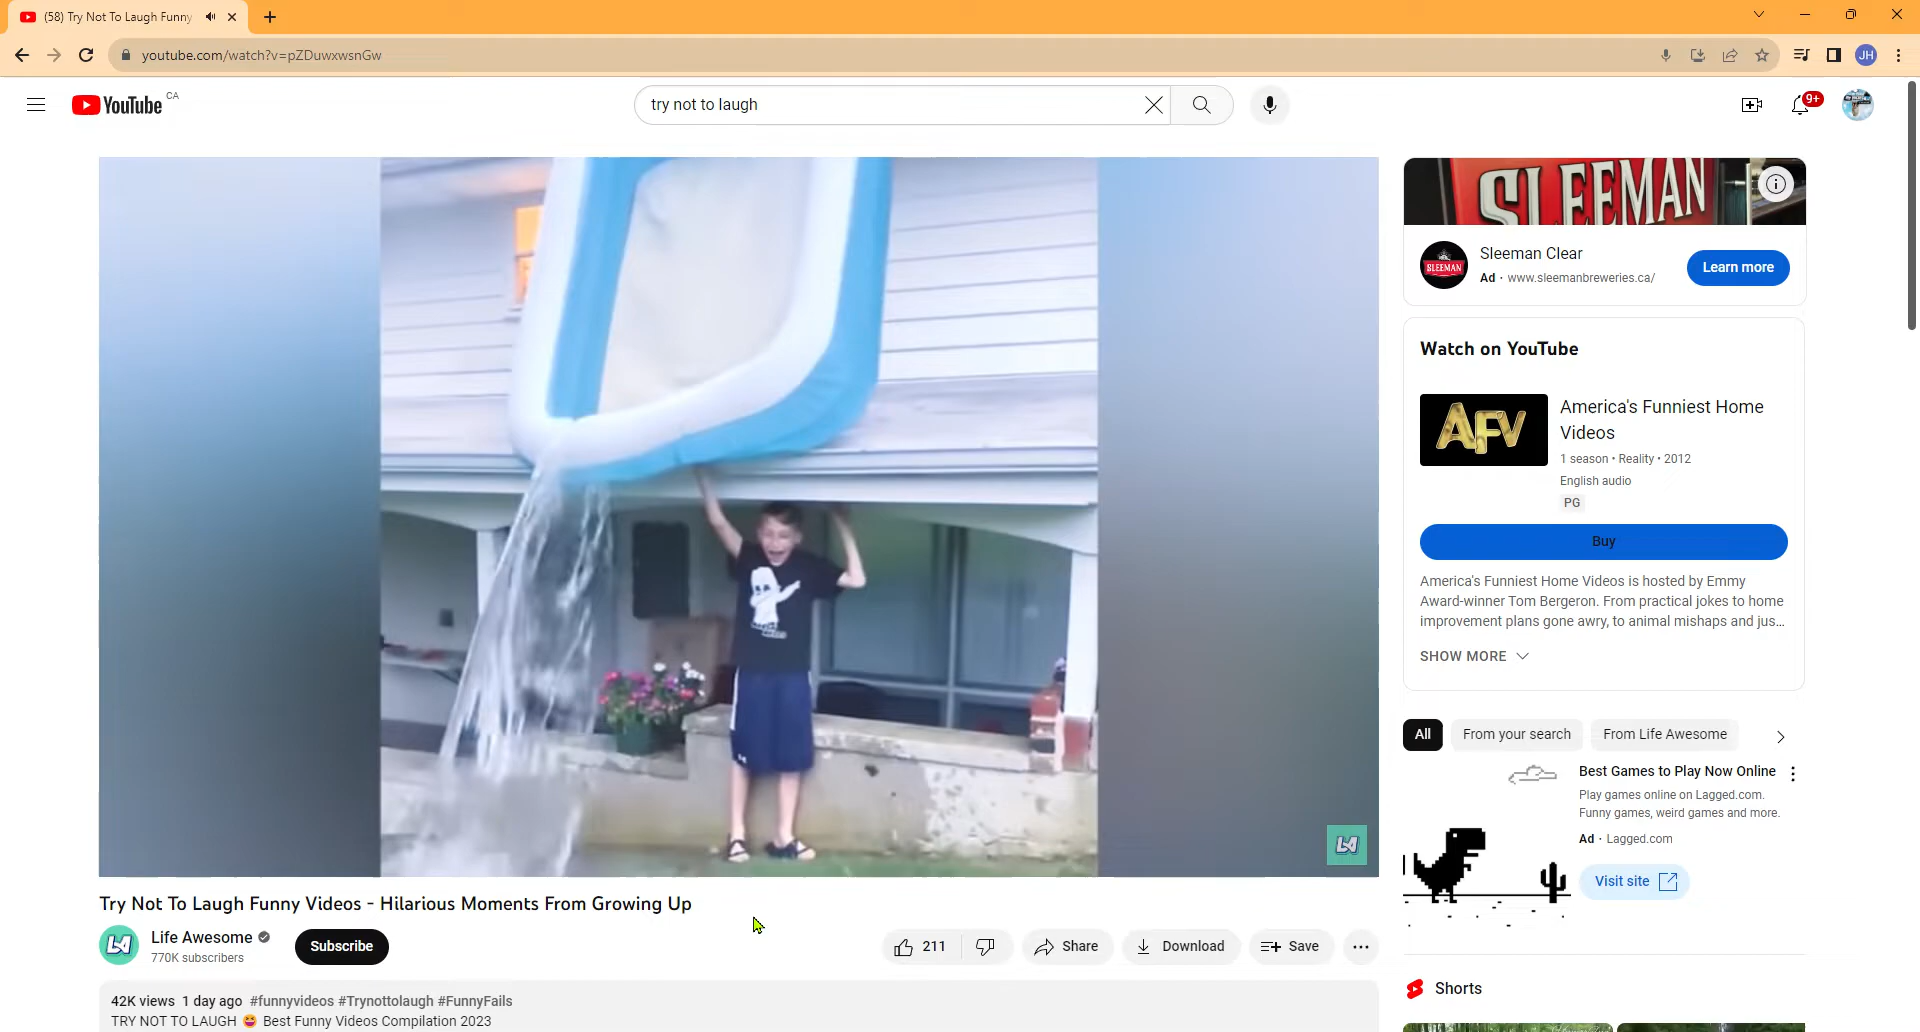 (58) Try Not To Laugh Funny
youtube.com/watch?v=pZDuwxwsnGw
JH
YouTube CA
try not to laugh
9+
SLEEMAN
SLEEMAN
Sleeman Clear
Ad · www.sleemanbreweries.ca/
Learn more
Watch on YouTube
AFV
America's Funniest Home
Videos
1 season • Reality • 2012
English audio
PG
Buy
America's Funniest Home Videos is hosted by Emmy
Award-winner Tom Bergeron. From practical jokes to home
improvement plans gone awry, to animal mishaps and jus...
SHOW MORE
All
From your search
From Life Awesome
Best Games to Play Now Online
Play games online on Lagged.com.
Funny games, weird games and more.
Ad · Lagged.com
Visit site
Shorts
LA
Try Not To Laugh Funny Videos - Hilarious Moments From Growing Up
LA
Life Awesome
770K subscribers
Subscribe
211
Share
Download
Save
42K views 1 day ago #funnyvideos #Trynottolaugh #FunnyFails
TRY NOT TO LAUGH 😆 Best Funny Videos Compilation 2023